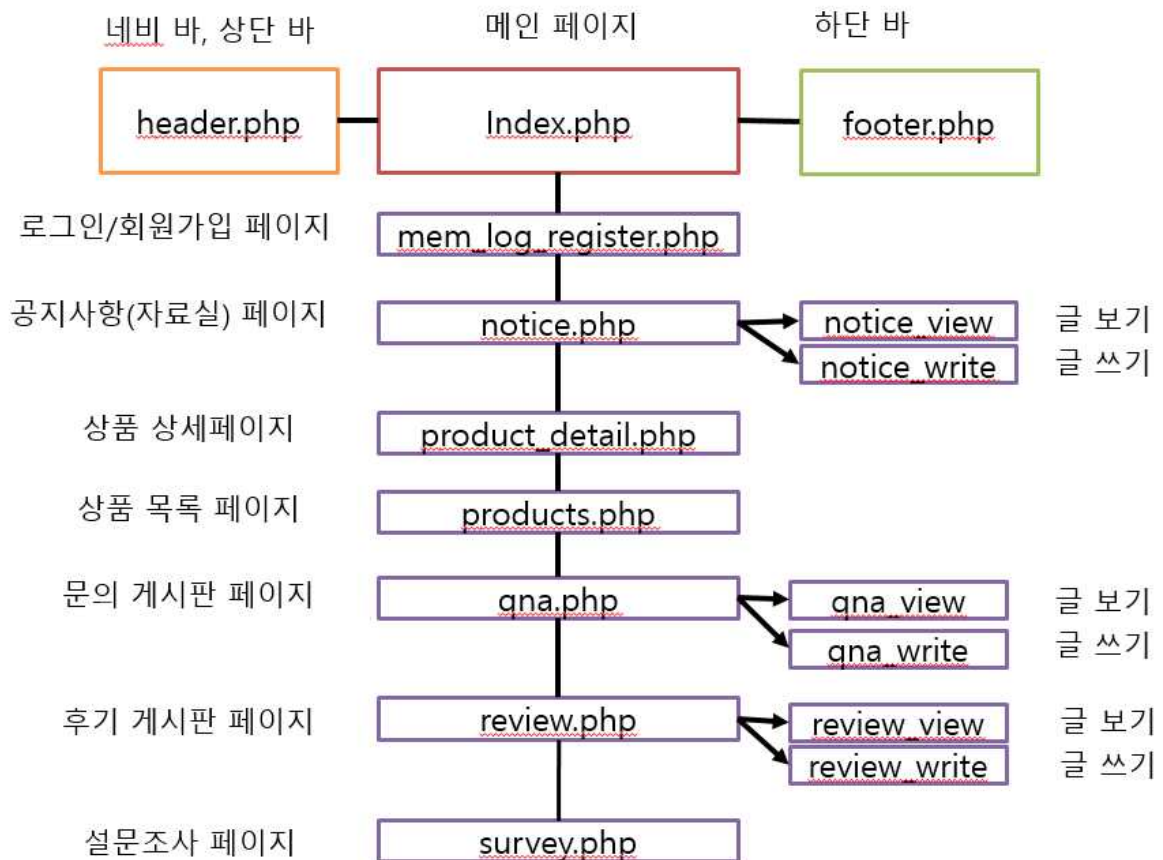 네비 바, 상단 바 메인 페이지 하단 바
header.php Index.php footer.php
로그인/회원가입 페이지 mem_log_register.php
공지사항(자료실) 페이지 notice.php notice_view 글 보기
notice_write 글 쓰기
상품 상세페이지 product_detail.php
상품 목록 페이지 products.php
문의 게시판 페이지 qna.php qna_view 글 보기
qna_write 글 쓰기
후기 게시판 페이지 review.php review_view 글 보기
review_write 글 쓰기
설문조사 페이지 survey.php